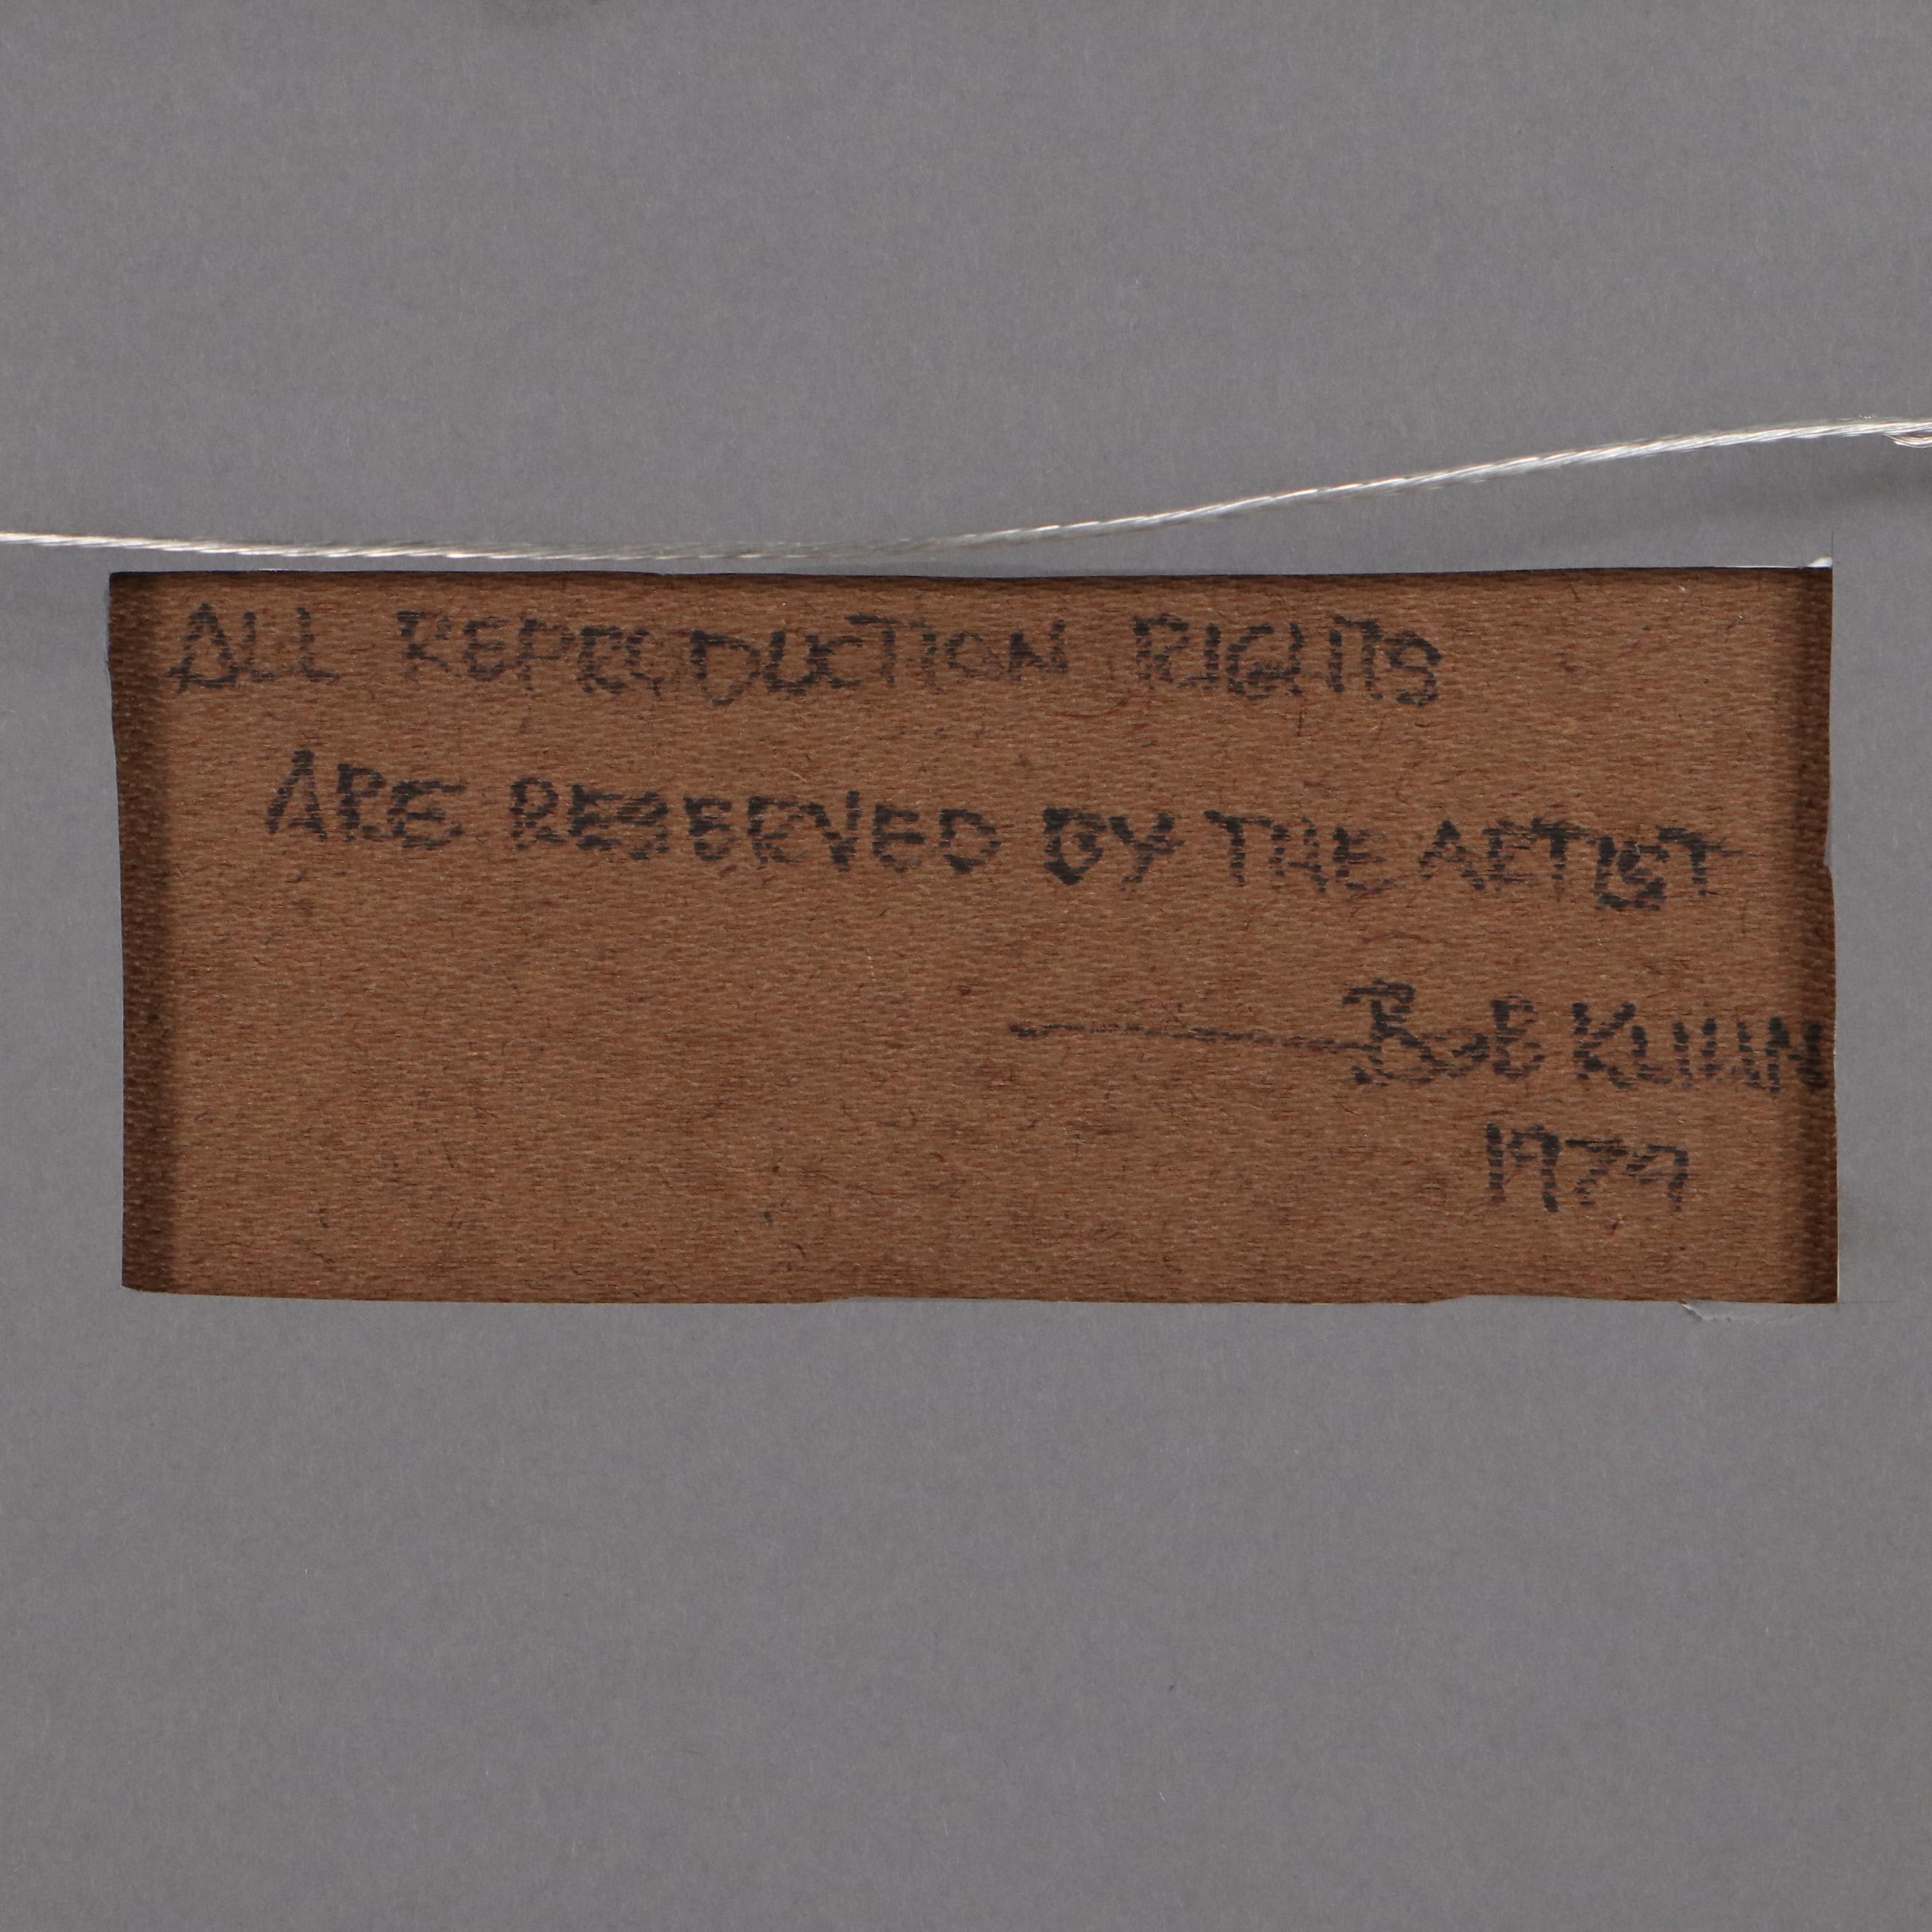 ALL REPRODUCTION RIGHTS
ARE RESERVED BY THE ARTIST
BOB KUHN
1979